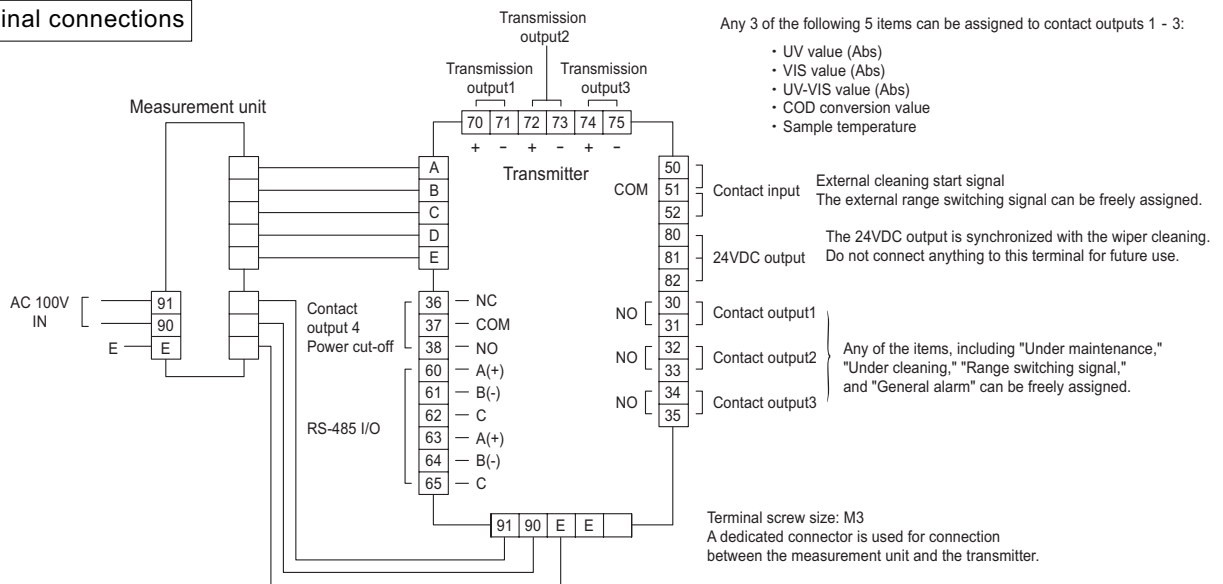 inal connections
Transmission
output2
Transmission
output1
Transmission
output3
70 71 72 73 74 75
+ - + - + -
Transmitter
Any 3 of the following 5 items can be assigned to contact outputs 1 - 3:
・UV value (Abs)
・VIS value (Abs)
・UV-VIS value (Abs)
・COD conversion value
・Sample temperature
Measurement unit
AC 100V
IN
E
91
90
E
A
B
C
D
E
Contact
output 4
Power cut-off
36 NC
37 COM
38 NO
RS-485 I/O
60 A(+)
61 B(-)
62 C
63 A(+)
64 B(-)
65 C
91 90 E E
COM
50
51
52
Contact input
External cleaning start signal
The external range switching signal can be freely assigned.
80
81
82
24VDC output
The 24VDC output is synchronized with the wiper cleaning.
Do not connect anything to this terminal for future use.
NO
30
31
Contact output1
NO
32
33
Contact output2
NO
34
35
Contact output3
Any of the items, including "Under maintenance,"
"Under cleaning," "Range switching signal,"
and "General alarm" can be freely assigned.
Terminal screw size: M3
A dedicated connector is used for connection
between the measurement unit and the transmitter.